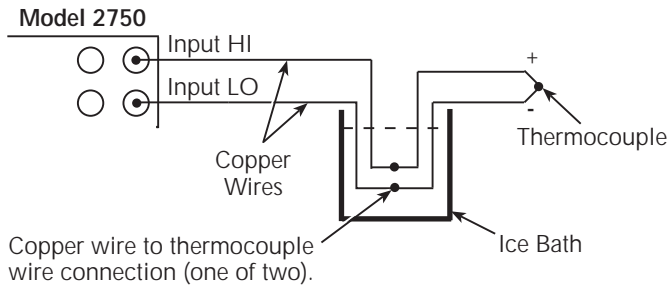 Model 2750
Input HI
Input LO
+
-
Thermocouple
Copper
Wires
Copper wire to thermocouple
wire connection (one of two).
Ice Bath